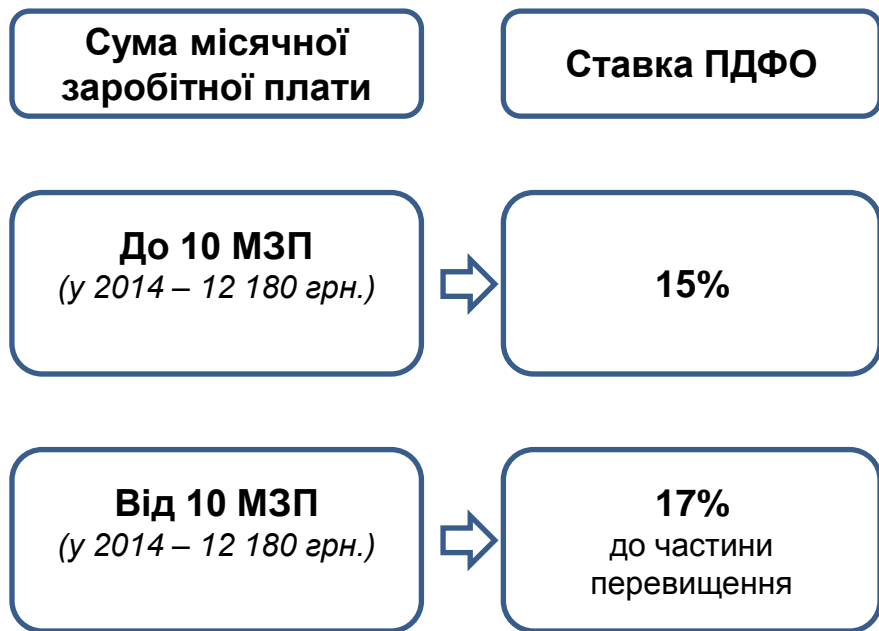 Сума місячної
заробітної плати
Ставка ПДФО
До 10 МЗП
(у 2014 – 12 180 грн.)
15%
Від 10 МЗП
(у 2014 – 12 180 грн.)
17%
до частини
перевищення